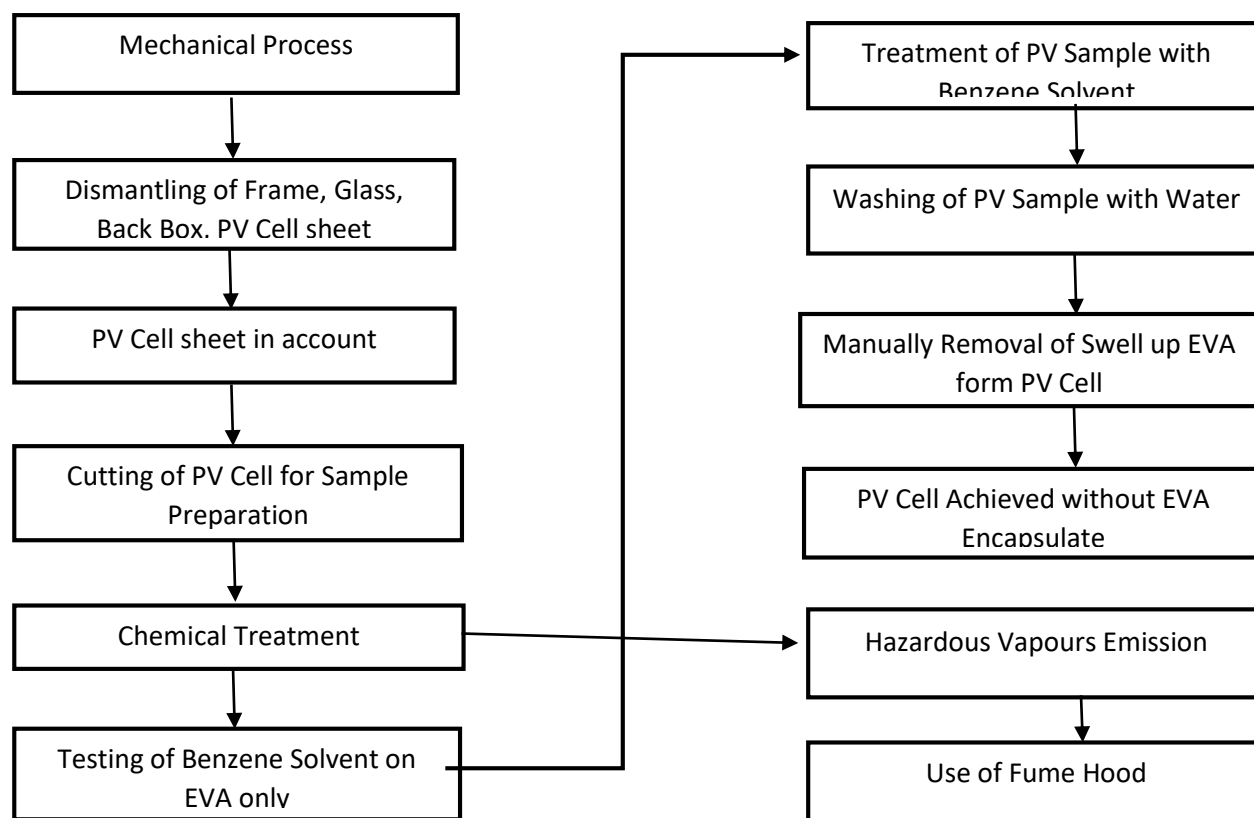 Mechanical Process
Dismantling of Frame, Glass,
Back Box. PV Cell sheet
PV Cell sheet in account
Cutting of PV Cell for Sample
Preparation
Chemical Treatment
Testing of Benzene Solvent on
EVA only
Treatment of PV Sample with
Benzene Solvent
Washing of PV Sample with Water
Manually Removal of Swell up EVA
form PV Cell
PV Cell Achieved without EVA
Encapsulate
Hazardous Vapours Emission
Use of Fume Hood